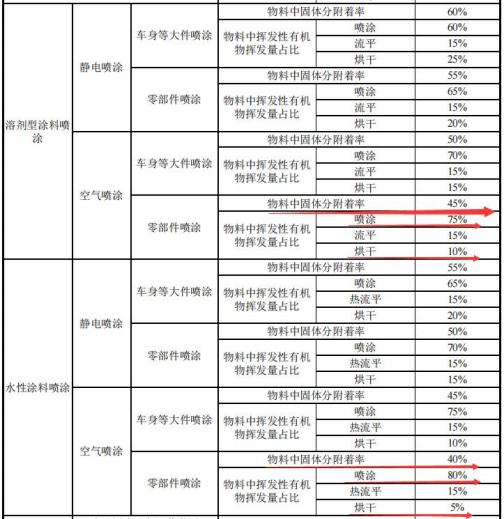 物料中固体分附着率 60%
溶剂型涂料喷涂
静电喷涂
车身等大件喷涂
物料中挥发性有机物挥发量占比
喷涂 60%
流平 15%
烘干 25%
零部件喷涂
物料中固体分附着率 55%
物料中挥发性有机物挥发量占比
喷涂 65%
流平 15%
烘干 20%
空气喷涂
车身等大件喷涂
物料中固体分附着率 50%
物料中挥发性有机物挥发量占比
喷涂 70%
流平 15%
烘干 15%
零部件喷涂
物料中固体分附着率 45%
物料中挥发性有机物挥发量占比
喷涂 75%
流平 15%
烘干 10%
水性涂料喷涂
静电喷涂
车身等大件喷涂
物料中固体分附着率 55%
物料中挥发性有机物挥发量占比
喷涂 65%
热流平 15%
烘干 20%
零部件喷涂
物料中固体分附着率 50%
物料中挥发性有机物挥发量占比
喷涂 70%
热流平 15%
烘干 15%
空气喷涂
车身等大件喷涂
物料中固体分附着率 45%
物料中挥发性有机物挥发量占比
喷涂 75%
热流平 15%
烘干 10%
零部件喷涂
物料中固体分附着率 40%
物料中挥发性有机物挥发量占比
喷涂 80%
热流平 15%
烘干 5%